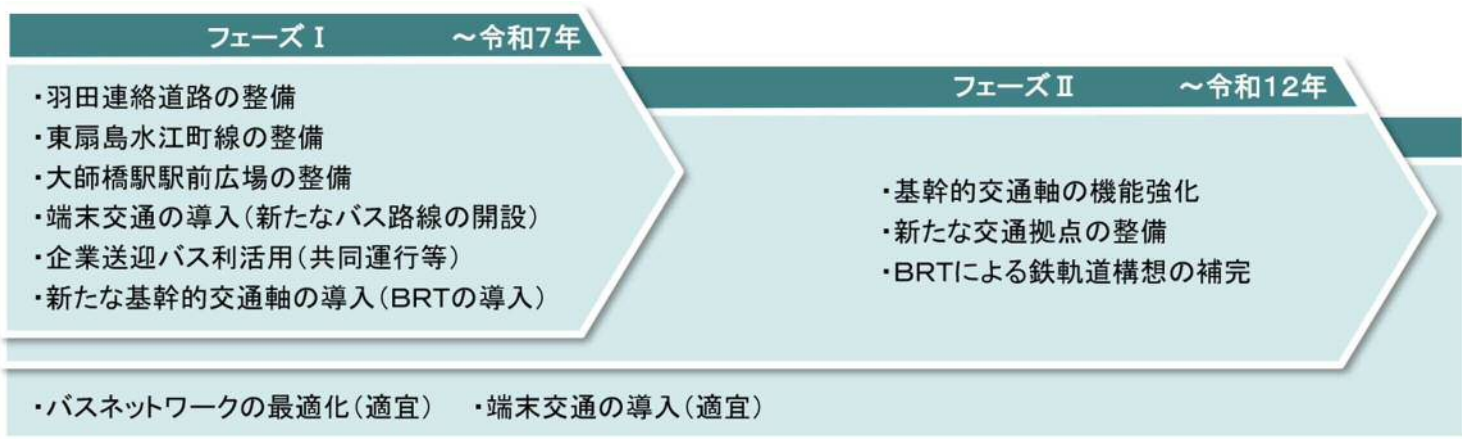 フェーズⅠ ～令和7年
・羽田連絡道路の整備
・東扇島水江町線の整備
・大師橋駅駅前広場の整備
・端末交通の導入（新たなバス路線の開設）
・企業送迎バス利活用（共同運行等）
・新たな基幹的交通軸の導入（BRTの導入）
フェーズⅡ ～令和12年
・基幹的交通軸の機能強化
・新たな交通拠点の整備
・BRTによる鉄軌道構想の補完
・バスネットワークの最適化（適宜） ・端末交通の導入（適宜）